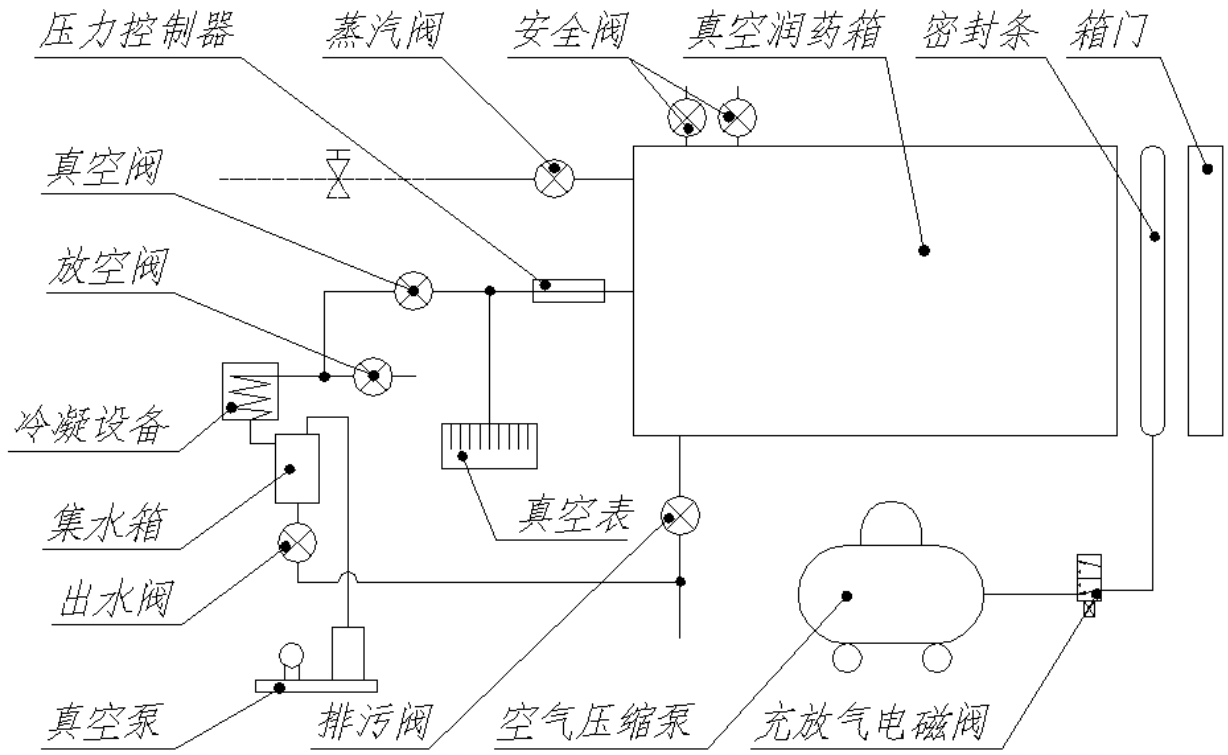 压力控制器
蒸汽阀
安全阀
真空润药箱
密封条
箱门
真空阀
放空阀
冷凝设备
集水箱
真空表
出水阀
真空泵
排污阀
空气压缩泵
充放气电磁阀